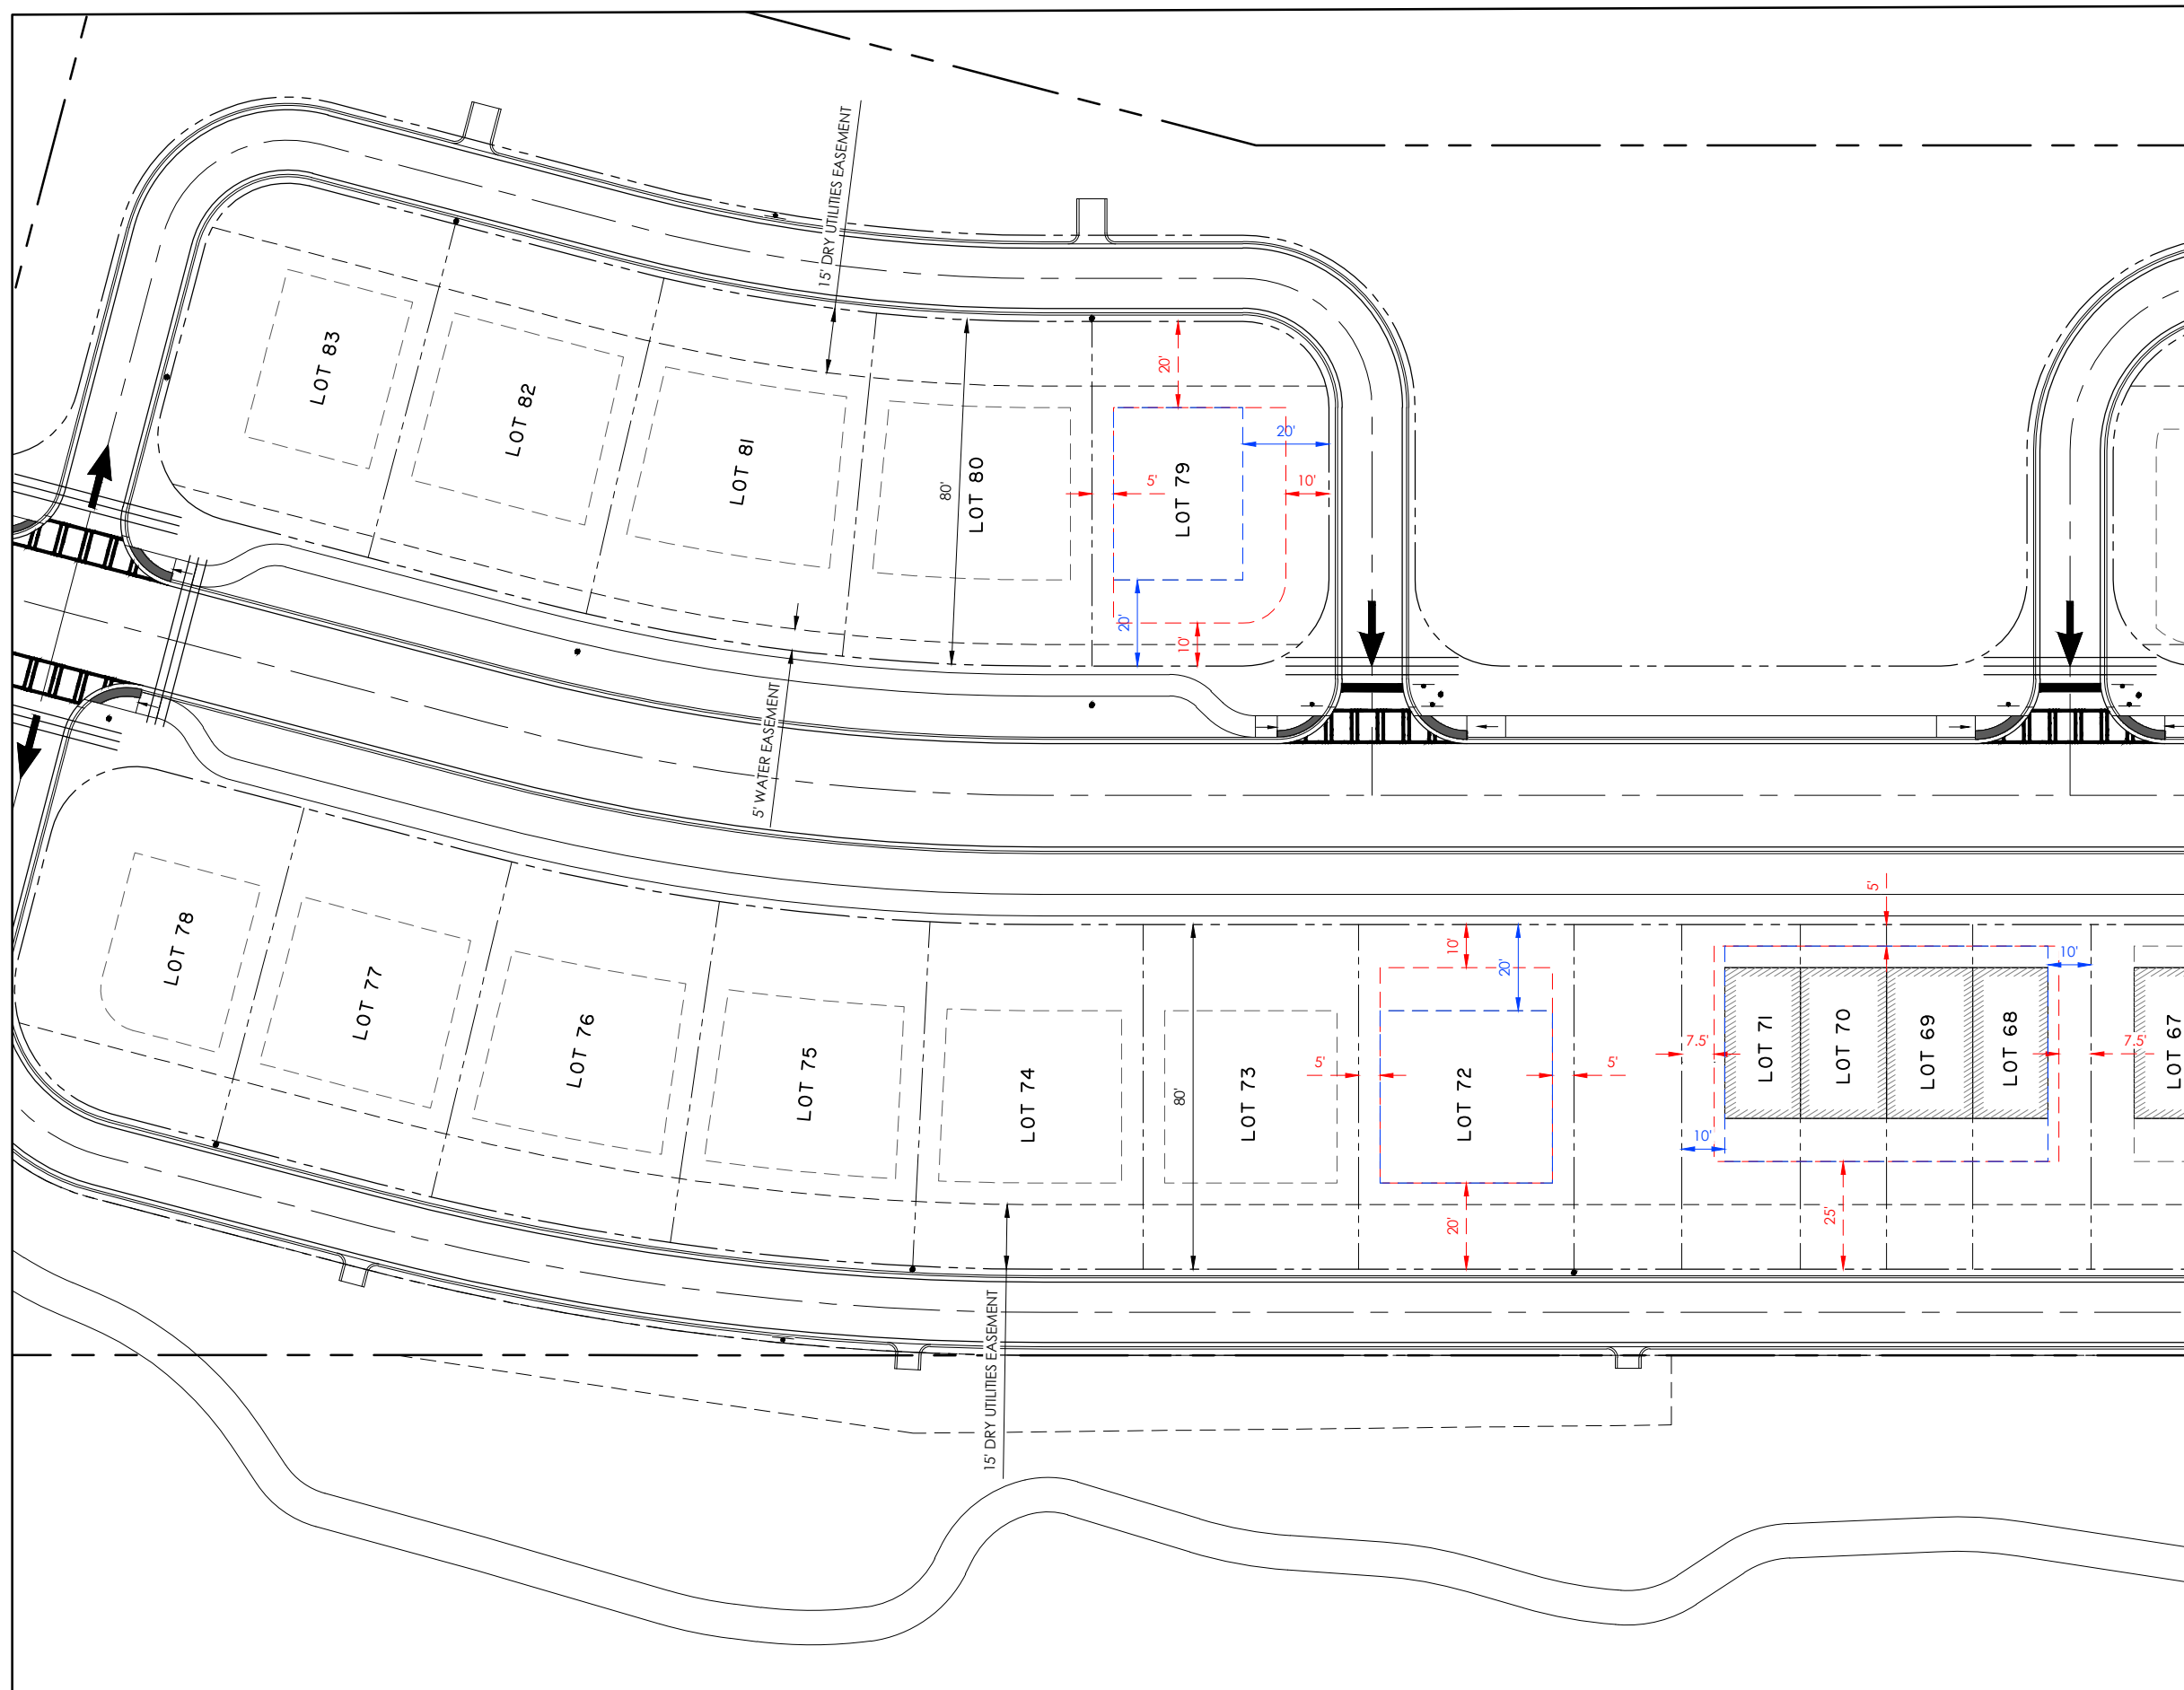 15' DRY UTILITIES EASEMENT
LOT 83
LOT 82
LOT 81
LOT 80
LOT 79
80'
20'
20'
5'
10'
20'
10'
5' WATER EASEMENT
LOT 78
LOT 77
LOT 76
LOT 75
LOT 74
LOT 73
LOT 72
LOT 71
LOT 70
LOT 69
LOT 68
LOT 67
80'
5'
10'
20'
5'
20'
5'
10'
7.5'
7.5'
10'
25'
15' DRY UTILITIES EASEMENT